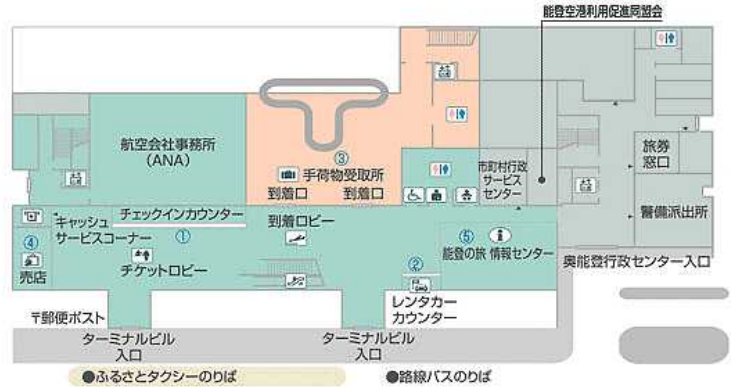 能登空港利用促進同盟会
航空会社事務所
(ANA)
③
手荷物受取所
到着口 到着口
市町村行政
サービス
センター
旅券
窓口
警備派出所
キャッシュ
サービスコーナー
チェックインカウンター
①
到着ロビー
④
売店
チケットロビー
②
⑤
能登の旅 情報センター
奥能登行政センター入口
レンタカー
カウンター
〒郵便ポスト
ターミナルビル
入口
ターミナルビル
入口
●ふるさとタクシーのりば
●路線バスのりば